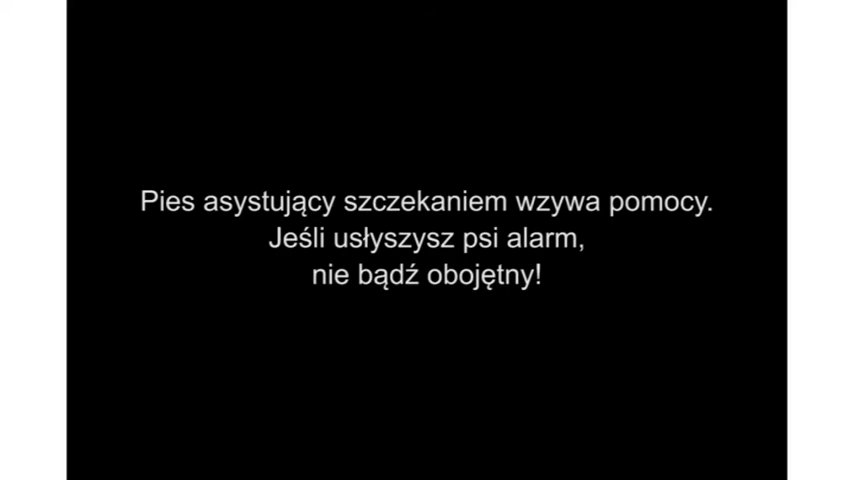 Pies asystujący szczekaniem wzywa pomocy.
Jeśli usłyszysz psi alarm,
nie bądź obojętny!